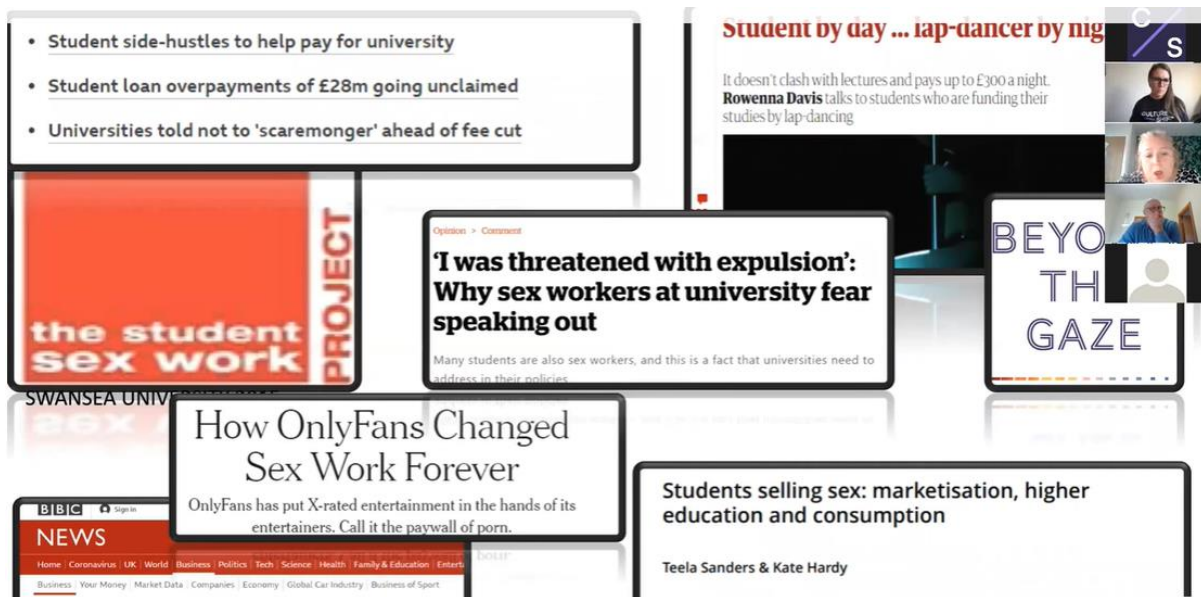 • Student side-hustles to help pay for university
• Student loan overpayments of £28m going unclaimed
• Universities told not to 'scaremonger' ahead of fee cut
Student by day ... lap-dancer by nig
It doesn't clash with lectures and pays up to £300 a night.
Rowenna Davis talks to students who are funding their
studies by lap-dancing
C
S
the student
sex work
PROJECT
SWANSEA UNIVERSITY
Opinion > Comment
'I was threatened with expulsion':
Why sex workers at university fear
speaking out
Many students are also sex workers, and this is a fact that universities need to
address in their policies
BEYO
TH
GAZE
How OnlyFans Changed
Sex Work Forever
OnlyFans has put X-rated entertainment in the hands of its
entertainers. Call it the paywall of porn.
BBC Sign in
NEWS
Home Coronavirus UK World Business Politics Tech Science Health Family & Education Enterta
Business Your Money Market Data Companies Economy Global Car Industry Business of Sport
Students selling sex: marketisation, higher
education and consumption
Teela Sanders & Kate Hardy